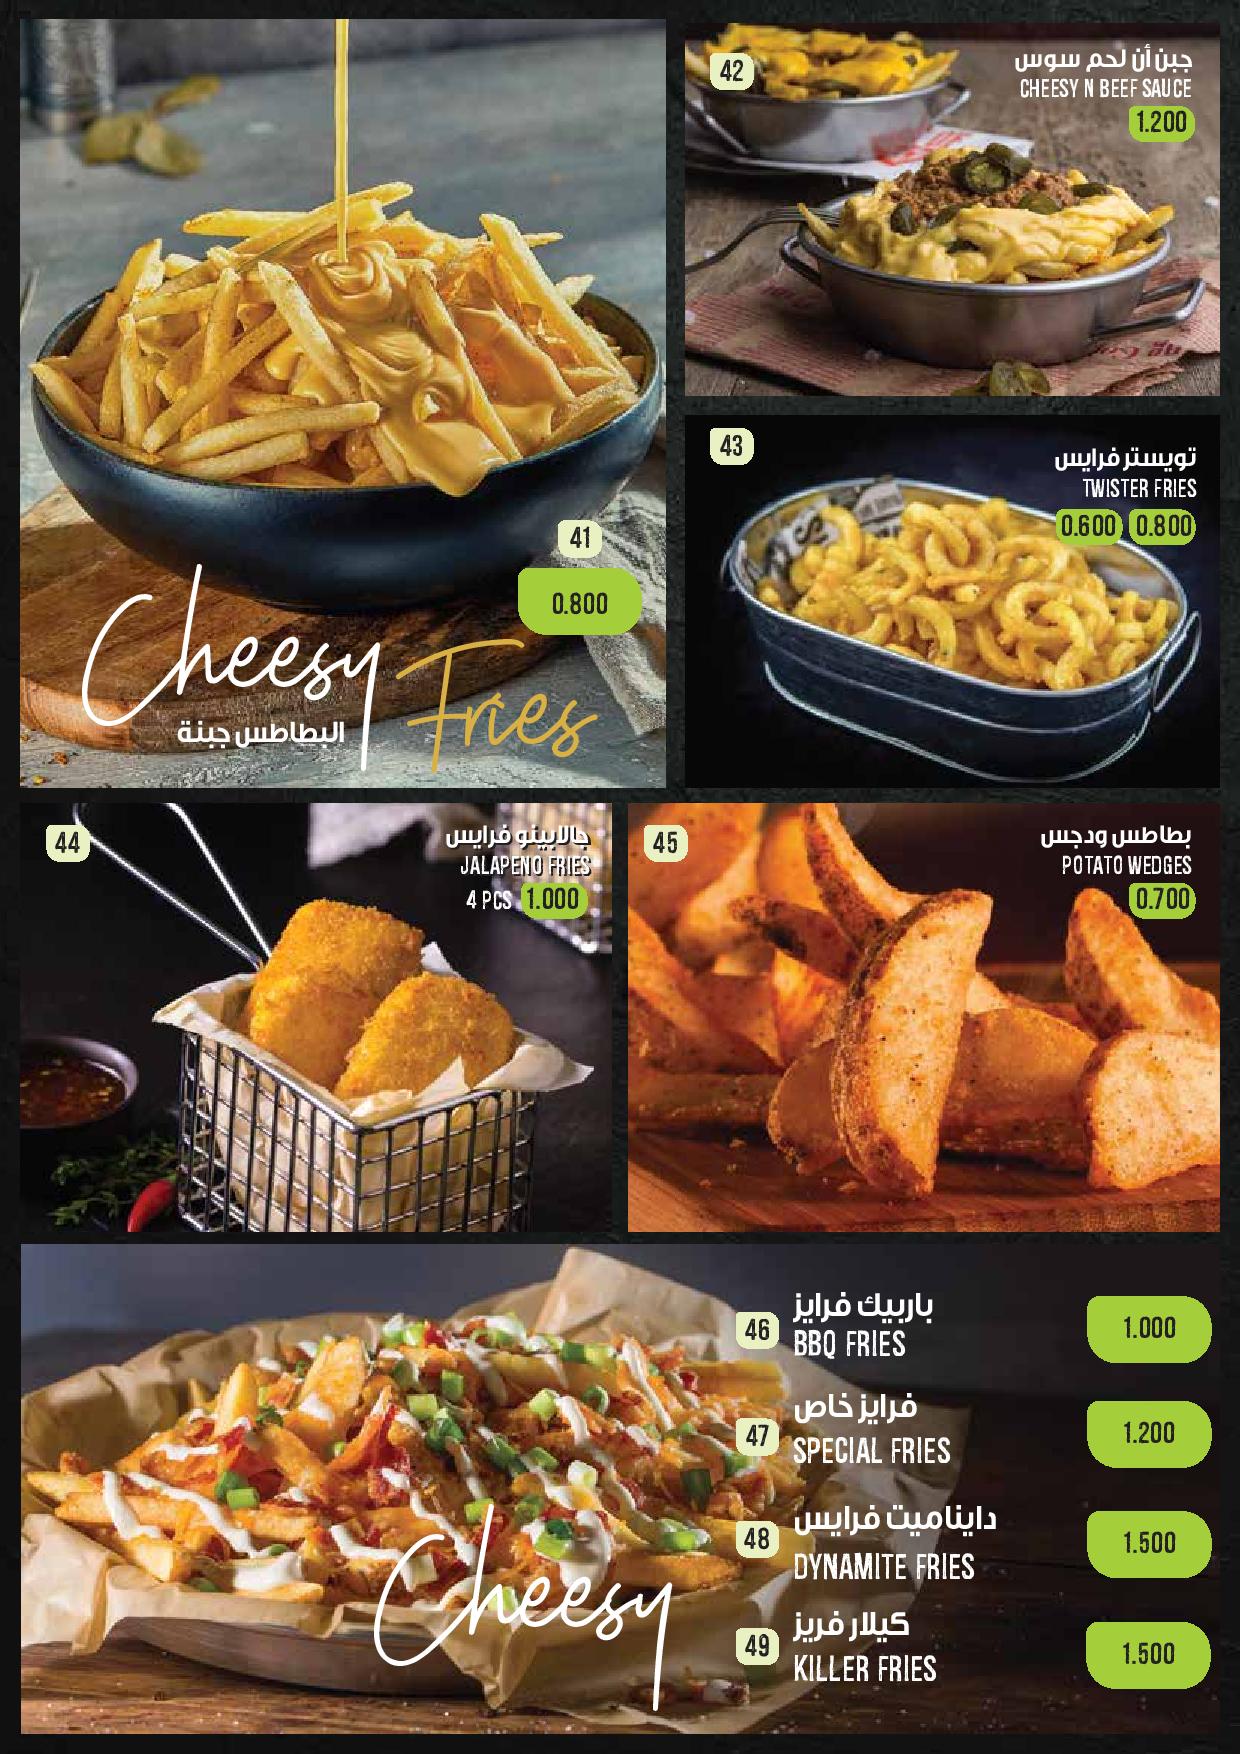 41
0.800
Cheesy Fries
البطاطس جبنة
42
جبن أن لحم سوس
CHEESY N BEEF SAUCE
1.200
43
تويستر فرايس
TWISTER FRIES
0.600 0.800
44
جالابينو فرايس
JALAPENO FRIES
4 PCS 1.000
45
بطاطس ودجس
POTATO WEDGES
0.700
Cheesy
46
باربيك فرايز
BBQ FRIES
1.000
47
فرايز خاص
SPECIAL FRIES
1.200
48
دايناميت فرايس
DYNAMITE FRIES
1.500
49
كيلار فريز
KILLER FRIES
1.500